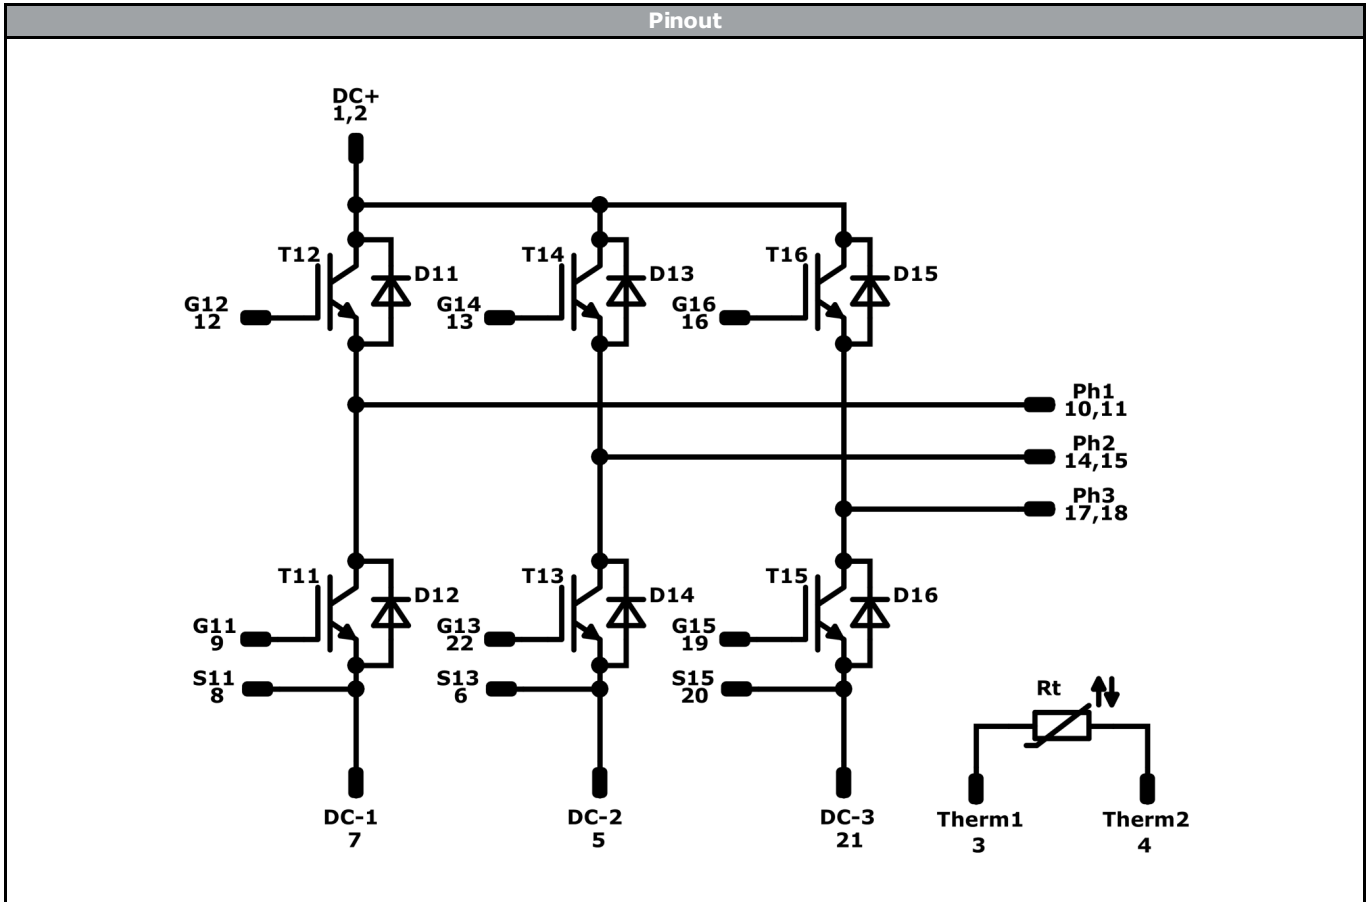 Pinout
DC+
1,2
T12
D11
G12
12
T14
D13
G14
13
T16
D15
G16
16
Ph1
10,11
Ph2
14,15
Ph3
17,18
T11
D12
G11
9
S11
8
T13
D14
G13
22
S13
6
T15
D16
G15
19
S15
20
Rt
DC-1
7
DC-2
5
DC-3
21
Therm1
3
Therm2
4